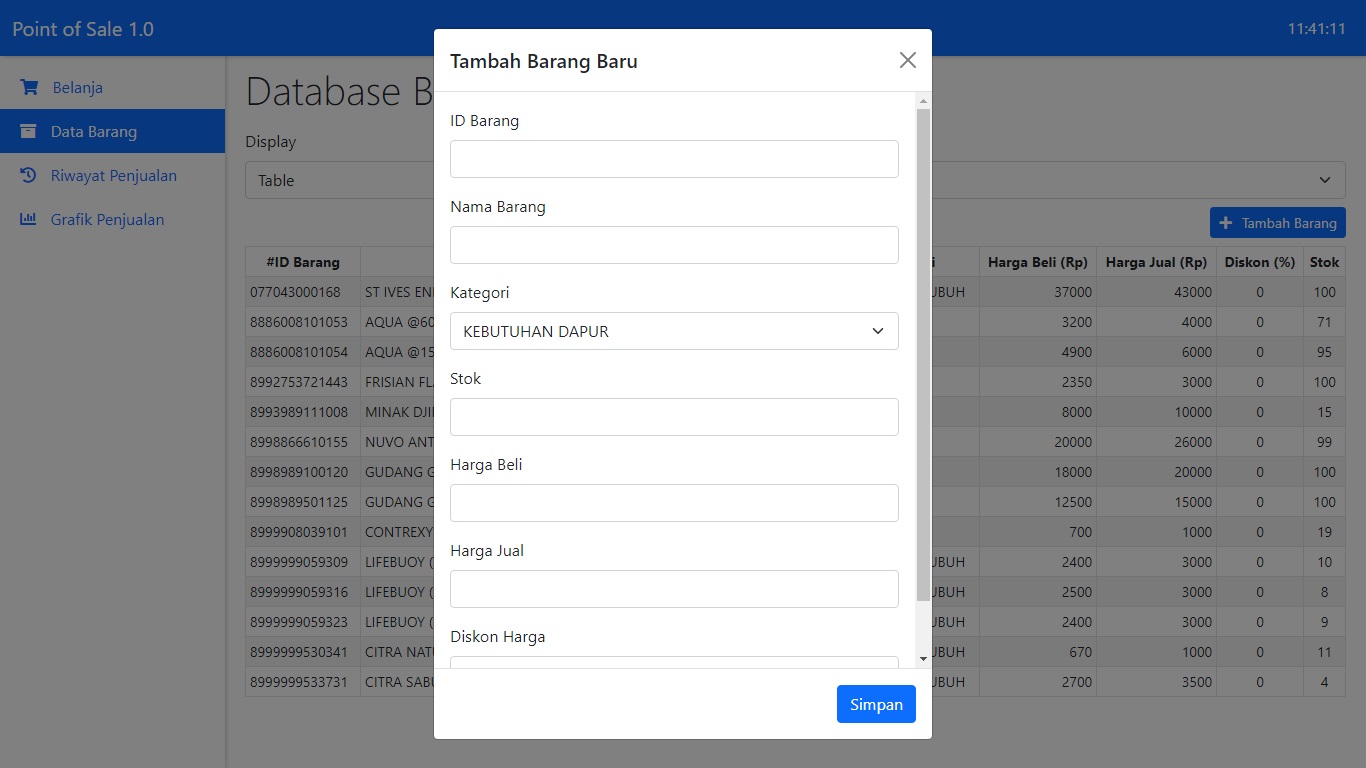 Point of Sale 1.0
11:41:11
Belanja
Data Barang
Riwayat Penjualan
Grafik Penjualan
Database B
Display
Table
Tambah Barang
Tambah Barang Baru
ID Barang
Nama Barang
Kategori
KEBUTUHAN DAPUR
Stok
Harga Beli
Harga Jual
Diskon Harga
Simpan
#ID Barang Harga Beli (Rp) Harga Jual (Rp) Diskon (%) Stok
077043000168 ST IVES EN UBUH 37000 43000 0 100
8886008101053 AQUA @60 3200 4000 0 71
8886008101054 AQUA @15 4900 6000 0 95
8992753721443 FRISIAN FL 2350 3000 0 100
8993989111008 MINAK DJI 8000 10000 0 15
8998866610155 NUVO ANT 20000 26000 0 99
8998989100120 GUDANG G 18000 20000 0 100
8998989501125 GUDANG G 12500 15000 0 100
8999908039101 CONTREXY 700 1000 0 19
8999999059309 LIFEBUOY ( UBUH 2400 3000 0 10
8999999059316 LIFEBUOY ( UBUH 2500 3000 0 8
8999999059323 LIFEBUOY ( UBUH 2400 3000 0 9
8999999530341 CITRA NAT UBUH 670 1000 0 11
8999999533731 CITRA SAB UBUH 2700 3500 0 4